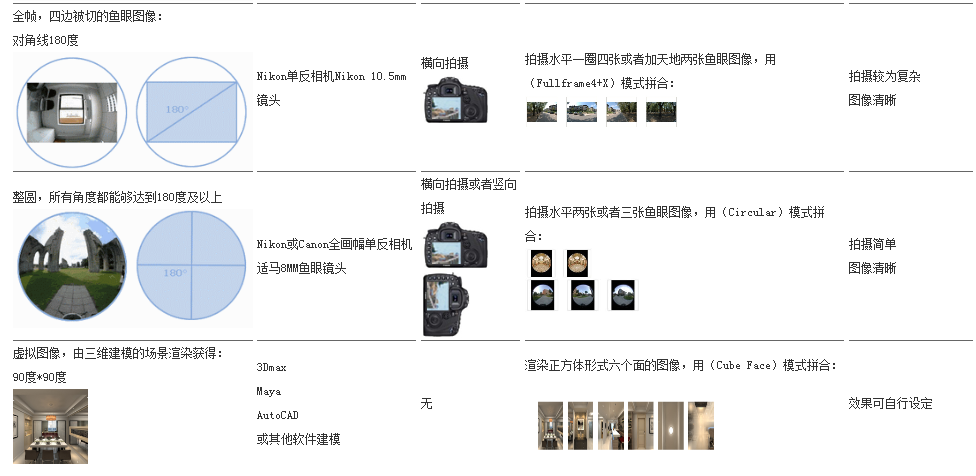 全帧，四边被切的鱼眼图像：
对角线180度
180°
Nikon单反相机Nikon 10.5mm
镜头
横向拍摄
拍摄水平一圈四张或者加天地两张鱼眼图像，用
（Fullframe4+X）模式拼合：
拍摄较为复杂
图像清晰
整圆，所有角度都能够达到180度及以上
180°
Nikon或Canon全画幅单反相机
适马8MM鱼眼镜头
横向拍摄或者竖向
拍摄
拍摄水平两张或者三张鱼眼图像，用（Circular）模式拼
合：
拍摄简单
图像清晰
虚拟图像，由三维建模的场景渲染获得：
90度*90度
3Dmax
Maya
AutoCAD
或其他软件建模
无
渲染正方体形式六个面的图像，用（Cube Face）模式拼合：
效果可自行设定